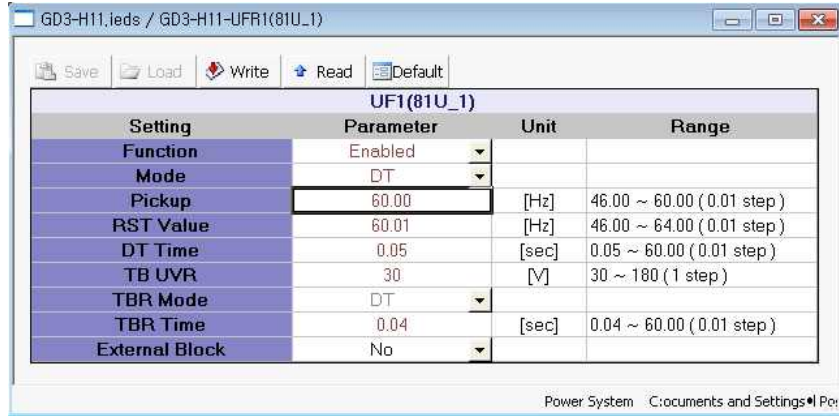 GD3-H11.ieds / GD3-H11-UFR1(81U_1)
Save Load Write Read Default
UF1(81U_1)
Setting Parameter Unit Range
Function Enabled
Mode DT
Pickup 60.00 [Hz] 46.00 ~ 60.00 ( 0.01 step )
RST Value 60.01 [Hz] 46.00 ~ 64.00 ( 0.01 step )
DT Time 0.05 [sec] 0.05 ~ 60.00 ( 0.01 step )
TB UVR 30 [V] 30 ~ 180 ( 1 step )
TBR Mode DT
TBR Time 0.04 [sec] 0.04 ~ 60.00 ( 0.01 step )
External Block No
Power System C:ocuments and Settings•l